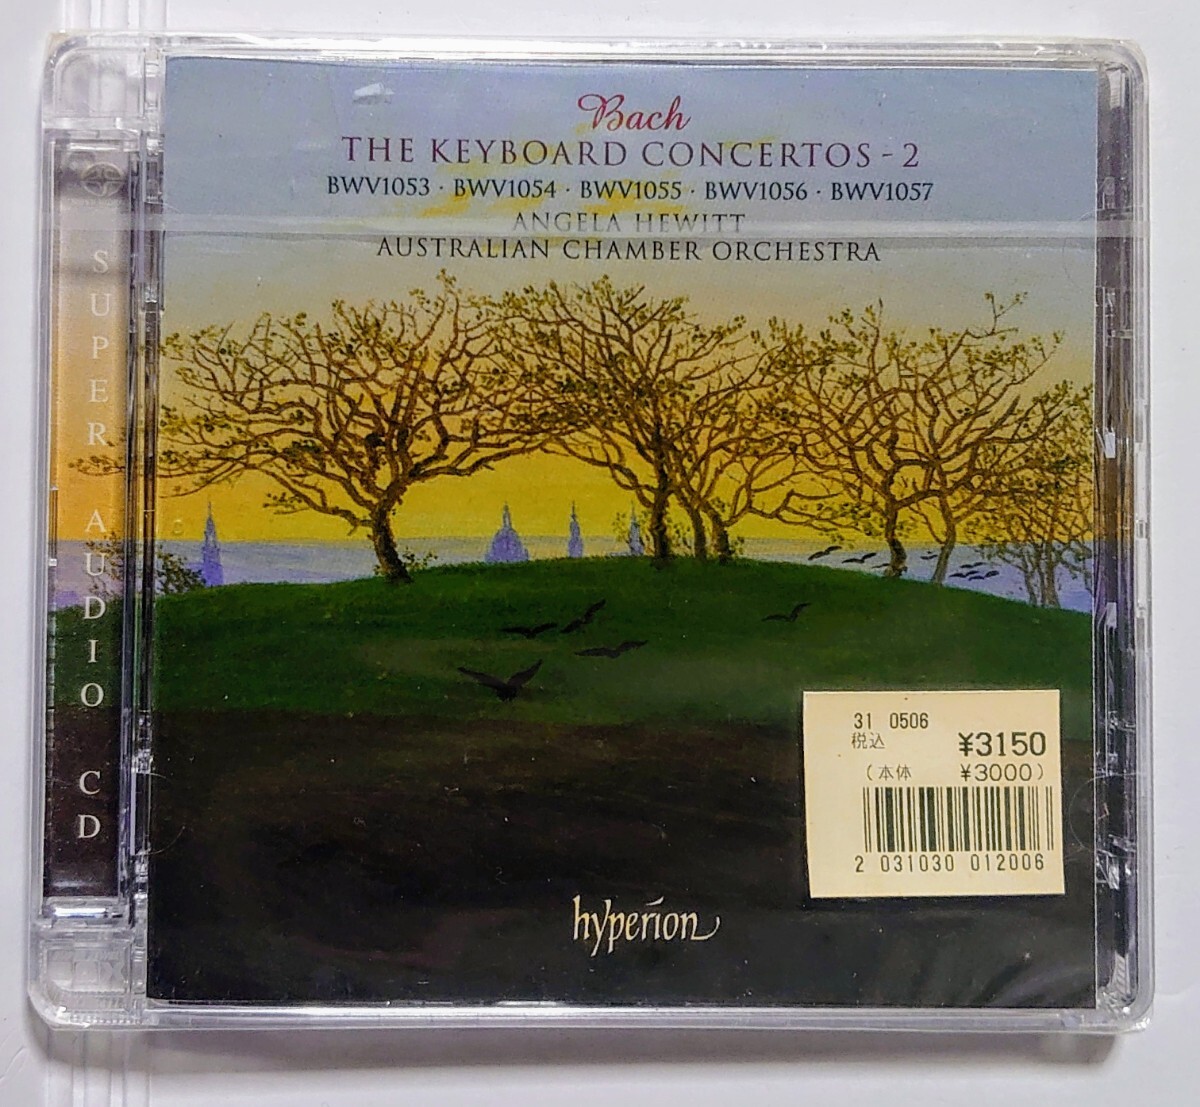 Bach
THE KEYBOARD CONCERTOS - 2
BWV1053 · BWV1054 · BWV1055 · BWV1056 · BWV1057
ANGELA HEWITT
AUSTRALIAN CHAMBER ORCHESTRA
SUPER AUDIO CD
31 0506
税込 ¥3150
(本体 ¥3000)
2 031030 012006
hyperion